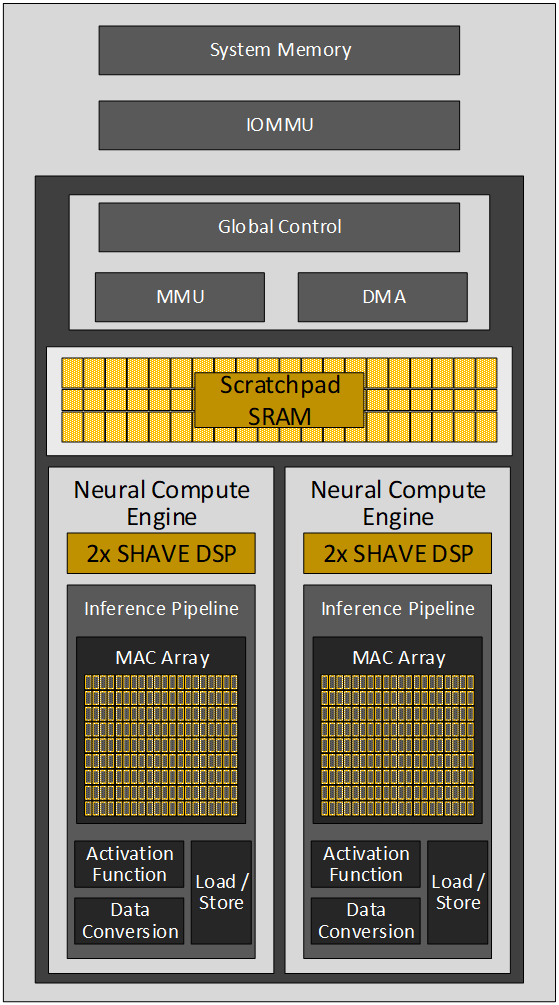 System Memory
IOMMU
Global Control
MMU
DMA
Scratchpad
SRAM
Neural Compute
Engine
2x SHAVE DSP
Inference Pipeline
MAC Array
Activation
Function
Load /
Store
Data
Conversion
Neural Compute
Engine
2x SHAVE DSP
Inference Pipeline
MAC Array
Activation
Function
Load /
Store
Data
Conversion